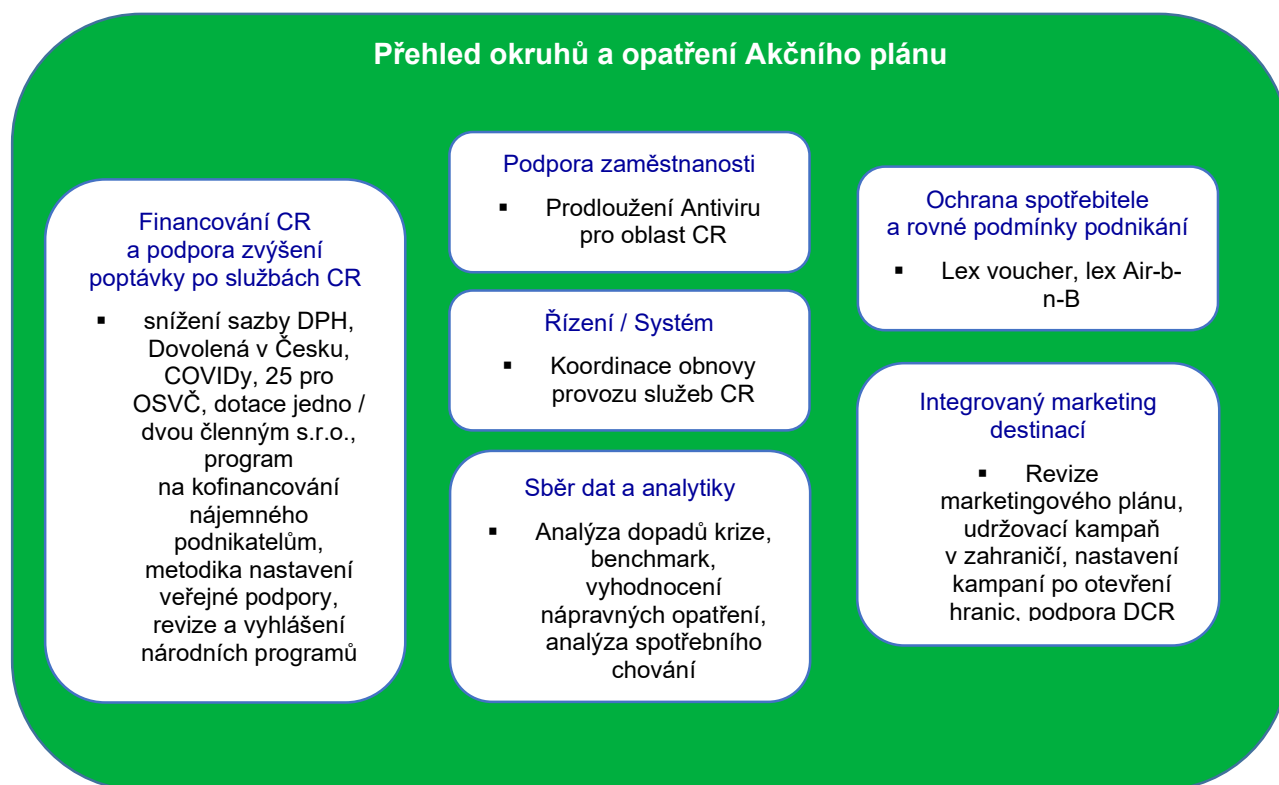 Přehled okruhů a opatření Akčního plánu
Financování CR
a podpora zvýšení
poptávky po službách CR
▪ snížení sazby DPH,
Dovolená v Česku,
COVIDy, 25 pro
OSVČ, dotace jedno /
dvou členným s.r.o.,
program
na kofinancování
nájemného
podnikatelům,
metodika nastavení
veřejné podpory,
revize a vyhlášení
národních programů
Podpora zaměstnanosti
▪ Prodloužení Antiviru
pro oblast CR
Řízení / Systém
▪ Koordinace obnovy
provozu služeb CR
Sběr dat a analytiky
▪ Analýza dopadů krize,
benchmark,
vyhodnocení
nápravných opatření,
analýza spotřebního
chování
Ochrana spotřebitele
a rovné podmínky podnikání
▪ Lex voucher, lex Air-b-
n-B
Integrovaný marketing
destinací
▪ Revize
marketingového plánu,
udržovací kampaň
v zahraničí, nastavení
kampaní po otevření
hranic, podpora DCR